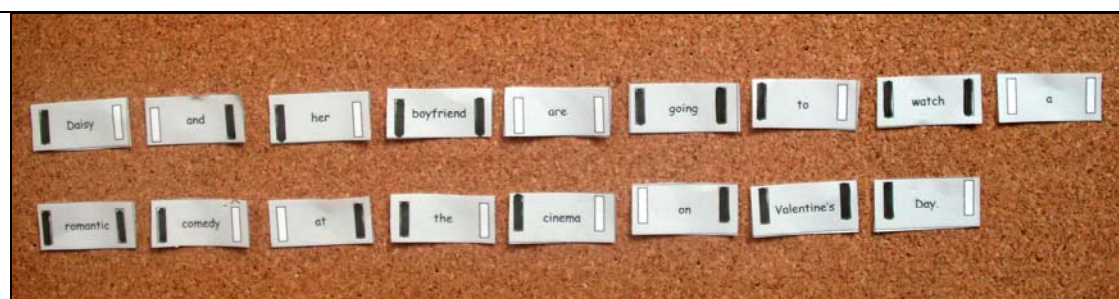 Daisy and her boyfriend are going to watch a
romantic comedy at the cinema on Valentine's Day.